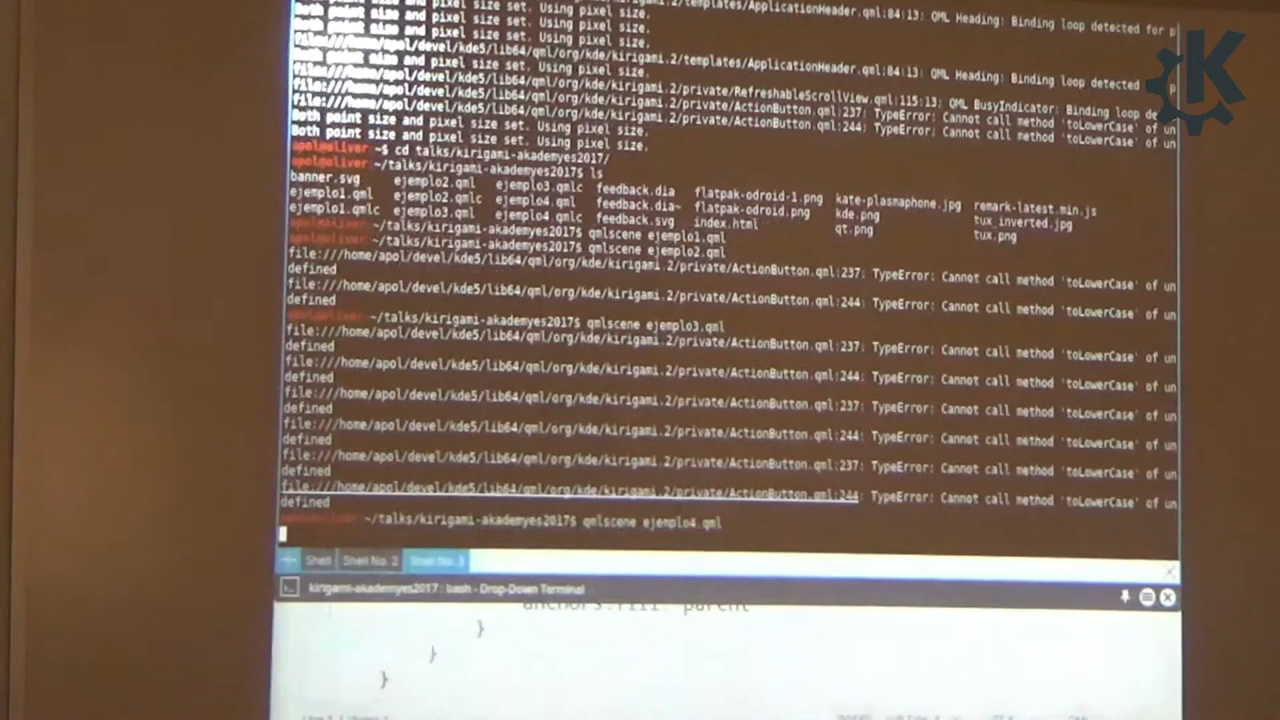 templates/ApplicationHeader.qml:84:13: QML Heading: Binding loop detected for p
Both point size and pixel size set. Using pixel size.
Both point size and pixel size set. Using pixel size.
file:///home/apol/devel/kde5/lib64/qml/org/kde/kirigami.2/templates/ApplicationHeader.qml:84:13: QML Heading: Binding loop detected p
Both point size and pixel size set. Using pixel size.
file:///home/apol/devel/kde5/lib64/qml/org/kde/kirigami.2/private/RefreshableScrollView.qml:115:13: QML BusyIndicator: Binding loop de
file:///home/apol/devel/kde5/lib64/qml/org/kde/kirigami.2/private/ActionButton.qml:237: TypeError: Cannot call method 'toLowerCase' of un
file:///home/apol/devel/kde5/lib64/qml/org/kde/kirigami.2/private/ActionButton.qml:244: TypeError: Cannot call method 'toLowerCase' of un
Both point size and pixel size set. Using pixel size.
Both point size and pixel size set. Using pixel size.
apol@oliver ~$ cd talks/kirigami-akademyes2017/
apol@oliver ~/talks/kirigami-akademyes2017$ ls
banner.svg ejemplo2.qml ejemplo3.qmlc feedback.dia flatpak-odroid-1.png kate-plasmaphone.jpg remark-latest.min.js
ejemplo1.qml ejemplo2.qmlc ejemplo4.qml feedback.dia~ flatpak-odroid.png kde.png tux_inverted.jpg
ejemplo1.qmlc ejemplo3.qml ejemplo4.qmlc feedback.svg index.html qt.png tux.png
~/talks/kirigami-akademyes2017$ qmlscene ejemplo1.qml
apol@oliver ~/talks/kirigami-akademyes2017$ qmlscene ejemplo2.qml
file:///home/apol/devel/kde5/lib64/qml/org/kde/kirigami.2/private/ActionButton.qml:237: TypeError: Cannot call method 'toLowerCase' of un
defined
file:///home/apol/devel/kde5/lib64/qml/org/kde/kirigami.2/private/ActionButton.qml:244: TypeError: Cannot call method 'toLowerCase' of un
defined
apol@oliver ~/talks/kirigami-akademyes2017$ qmlscene ejemplo3.qml
file:///home/apol/devel/kde5/lib64/qml/org/kde/kirigami.2/private/ActionButton.qml:237: TypeError: Cannot call method 'toLowerCase' of un
defined
file:///home/apol/devel/kde5/lib64/qml/org/kde/kirigami.2/private/ActionButton.qml:244: TypeError: Cannot call method 'toLowerCase' of un
defined
file:///home/apol/devel/kde5/lib64/qml/org/kde/kirigami.2/private/ActionButton.qml:237: TypeError: Cannot call method 'toLowerCase' of un
defined
file:///home/apol/devel/kde5/lib64/qml/org/kde/kirigami.2/private/ActionButton.qml:244: TypeError: Cannot call method 'toLowerCase' of un
defined
file:///home/apol/devel/kde5/lib64/qml/org/kde/kirigami.2/private/ActionButton.qml:237: TypeError: Cannot call method 'toLowerCase' of un
defined
file:///home/apol/devel/kde5/lib64/qml/org/kde/kirigami.2/private/ActionButton.qml:244: TypeError: Cannot call method 'toLowerCase' of un
defined
~/talks/kirigami-akademyes2017$ qmlscene ejemplo4.qml
Shell Shell No. 2 Shell No. 3
kirigami-akademyes2017 : bash - Drop-Down Terminal
anchors.fill: parent
}
}
}
K